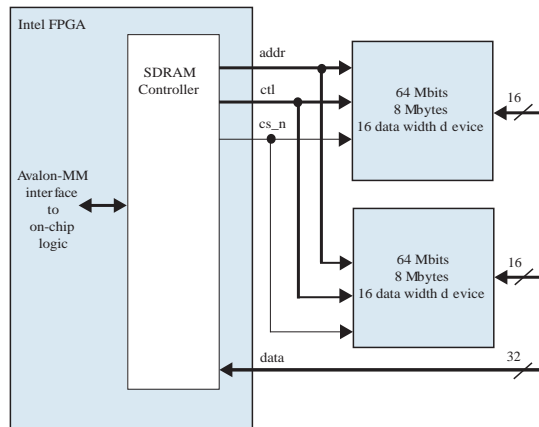 Intel FPGA
SDRAM
Controller
addr
ctl
cs_n
64 Mbits
8 Mbytes
16 data width d evice
16
Avalon-MM
interface
to
on-chip
logic
64 Mbits
8 Mbytes
16 data width d evice
16
data
32